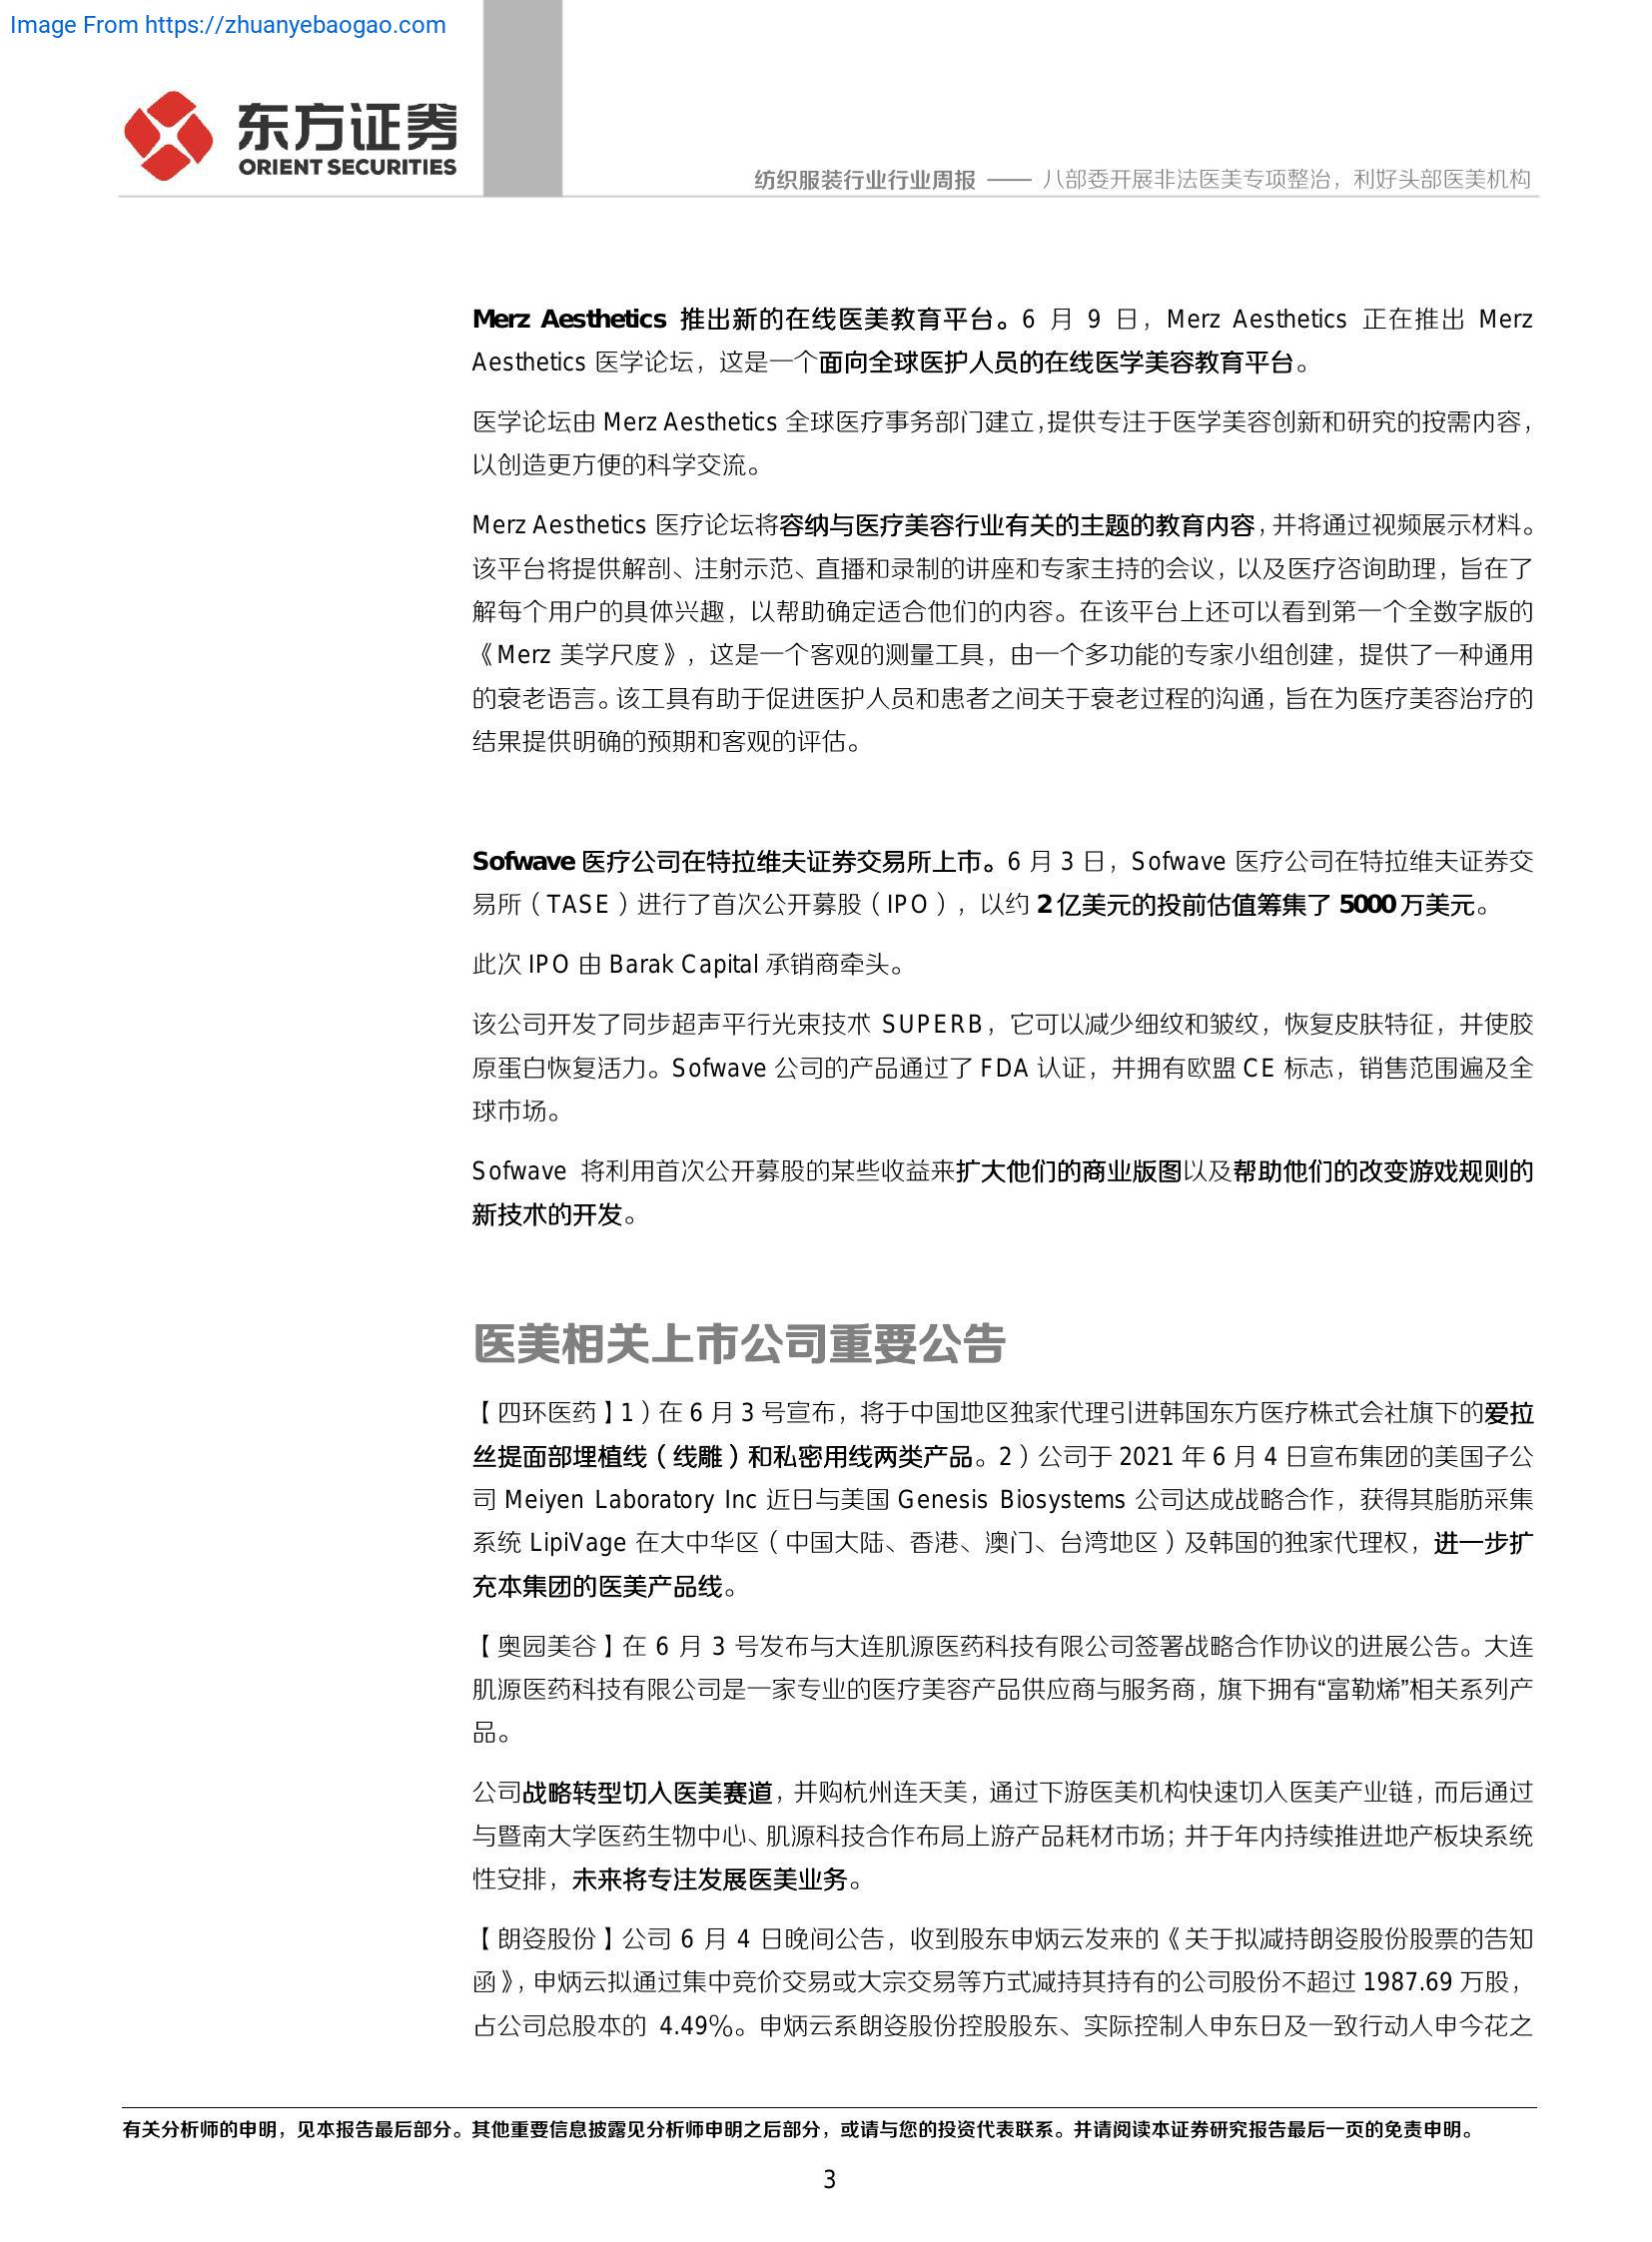 Image From https://zhuanyebaogao.com
东方证券
ORIENT SECURITIES
纺织服装行业行业周报 —— 八部委开展非法医美专项整治，利好头部医美机构
Merz Aesthetics 推出新的在线医美教育平台。6 月 9 日，Merz Aesthetics 正在推出 Merz
Aesthetics 医学论坛，这是一个面向全球医护人员的在线医学美容教育平台。
医学论坛由 Merz Aesthetics 全球医疗事务部门建立，提供专注于医学美容创新和研究的按需内容，
以创造更方便的科学交流。
Merz Aesthetics 医疗论坛将容纳与医疗美容行业有关的主题的教育内容，并将通过视频展示材料。
该平台将提供解剖、注射示范、直播和录制的讲座和专家主持的会议，以及医疗咨询助理，旨在了
解每个用户的具体兴趣，以帮助确定适合他们的内容。在该平台上还可以看到第一个全数字版的
《Merz 美学尺度》，这是一个客观的测量工具，由一个多功能的专家小组创建，提供了一种通用
的衰老语言。该工具有助于促进医护人员和患者之间关于衰老过程的沟通，旨在为医疗美容治疗的
结果提供明确的预期和客观的评估。
Sofwave 医疗公司在特拉维夫证券交易所上市。6 月 3 日，Sofwave 医疗公司在特拉维夫证券交
易所（TASE）进行了首次公开募股（IPO），以约 2 亿美元的投前估值筹集了 5000 万美元。
此次 IPO 由 Barak Capital 承销商牵头。
该公司开发了同步超声平行光束技术 SUPERB，它可以减少细纹和皱纹，恢复皮肤特征，并使胶
原蛋白恢复活力。Sofwave 公司的产品通过了 FDA 认证，并拥有欧盟 CE 标志，销售范围遍及全
球市场。
Sofwave 将利用首次公开募股的某些收益来扩大他们的商业版图以及帮助他们的改变游戏规则的
新技术的开发。
医美相关上市公司重要公告
【四环医药】1）在 6 月 3 号宣布，将于中国地区独家代理引进韩国东方医疗株式会社旗下的爱拉
丝提面部埋植线（线雕）和私密用线两类产品。2）公司于 2021 年 6 月 4 日宣布集团的美国子公
司 Meiyen Laboratory Inc 近日与美国 Genesis Biosystems 公司达成战略合作，获得其脂肪采集
系统 LipiVage 在大中华区（中国大陆、香港、澳门、台湾地区）及韩国的独家代理权，进一步扩
充本集团的医美产品线。
【奥园美谷】在 6 月 3 号发布与大连肌源医药科技有限公司签署战略合作协议的进展公告。大连
肌源医药科技有限公司是一家专业的医疗美容产品供应商与服务商，旗下拥有“富勒烯”相关系列产
品。
公司战略转型切入医美赛道，并购杭州连天美，通过下游医美机构快速切入医美产业链，而后通过
与暨南大学医药生物中心、肌源科技合作布局上游产品耗材市场；并于年内持续推进地产板块系统
性安排，未来将专注发展医美业务。
【朗姿股份】公司 6 月 4 日晚间公告，收到股东申炳云发来的《关于拟减持朗姿股份股票的告知
函》，申炳云拟通过集中竞价交易或大宗交易等方式减持其持有的公司股份不超过 1987.69 万股，
占公司总股本的 4.49%。申炳云系朗姿股份控股股东、实际控制人申东日及一致行动人申今花之
有关分析师的申明，见本报告最后部分。其他重要信息披露见分析师申明之后部分，或请与您的投资代表联系。并请阅读本证券研究报告最后一页的免责申明。
3